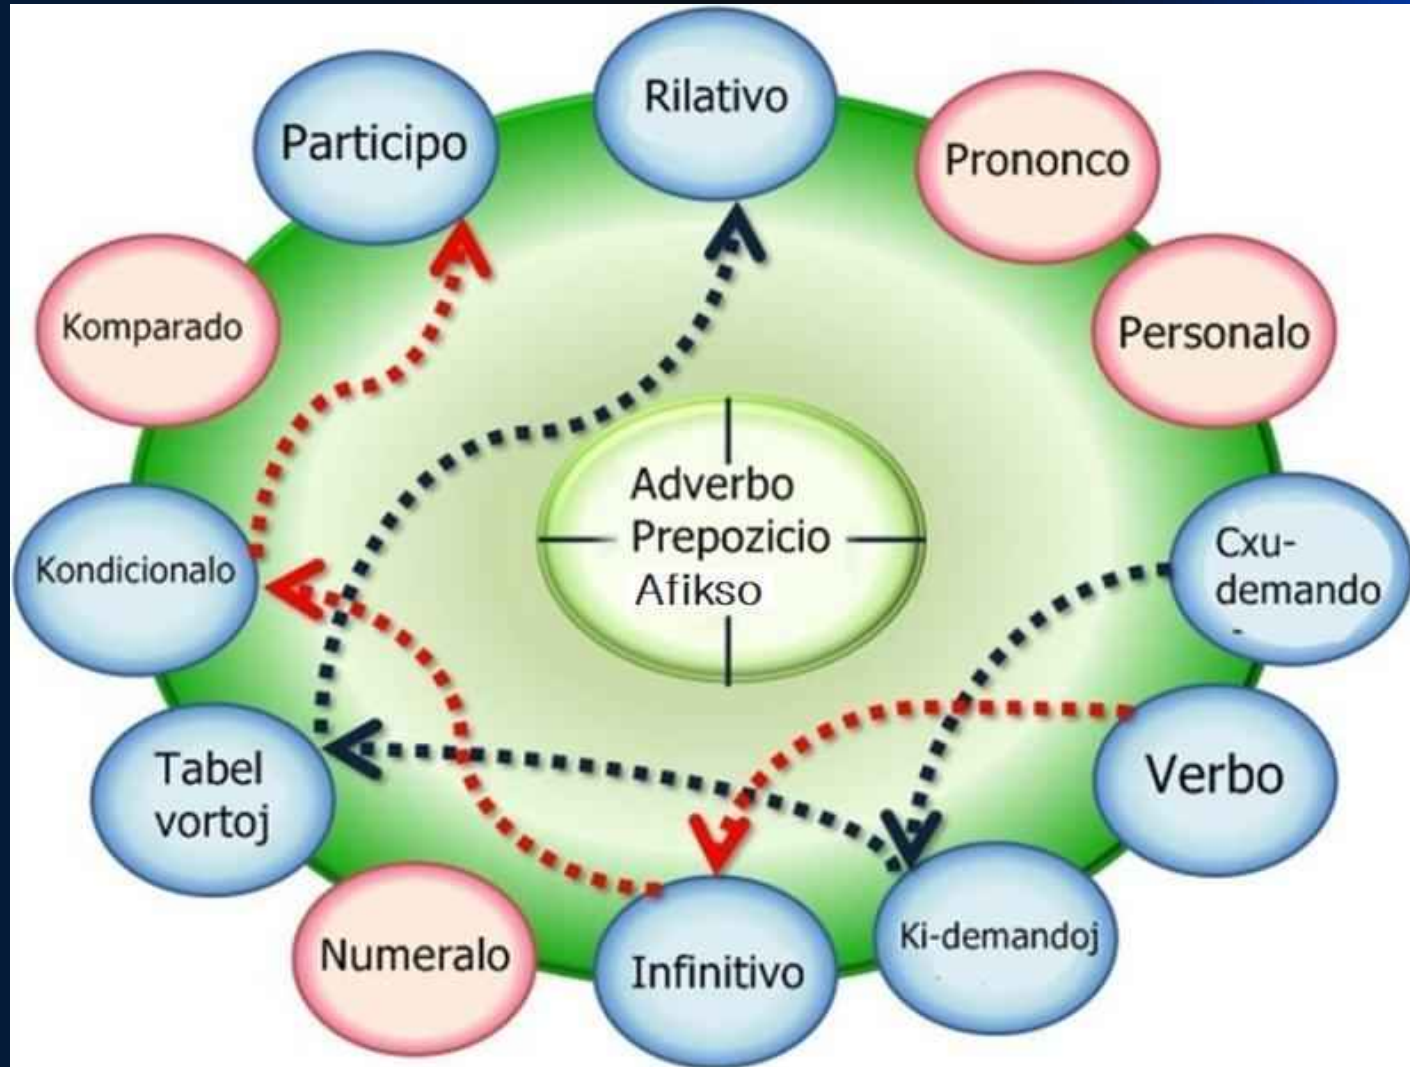 Rilativo
Participo
Prononco
Komparado
Personalo
Adverbo
Prepozicio
Afikso
Cxu-
demando
Kondicionalo
Tabel
vortoj
Verbo
Numeralo
Infinitivo
Ki-demandoj